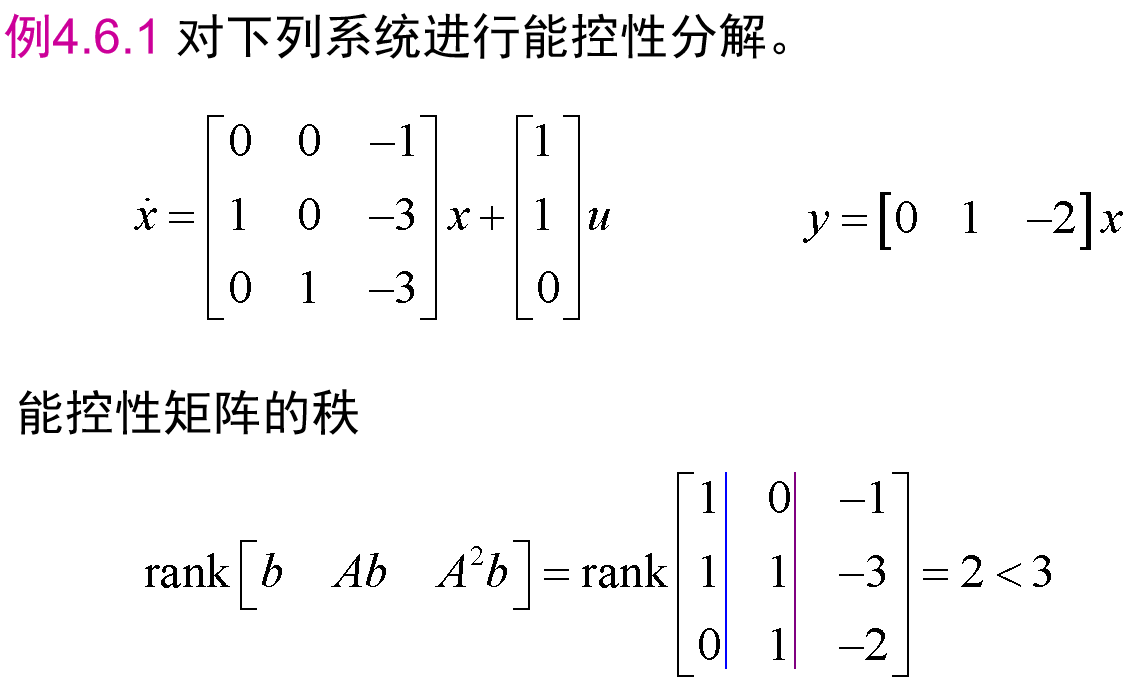 例4.6.1 对下列系统进行能控性分解。
ẋ = [0 0 −1; 1 0 −3; 0 1 −3] x + [1; 1; 0] u  y = [0 1 −2] x
能控性矩阵的秩
rank[b Ab A²b] = rank[1 0 −1; 1 1 −3; 0 1 −2] = 2 < 3